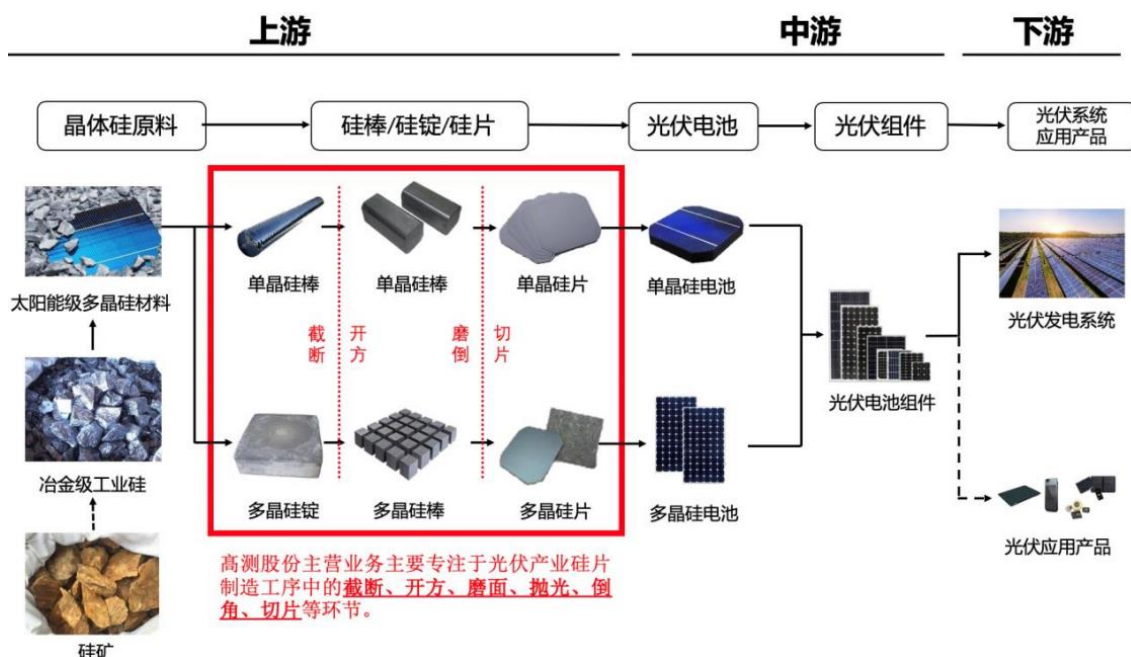 上游
中游
下游
晶体硅原料
硅棒/硅锭/硅片
光伏电池
光伏组件
光伏系统
应用产品
太阳能级多晶硅材料
单晶硅棒
单晶硅棒
单晶硅片
单晶硅电池
光伏发电系统
截断
开方
磨倒
切片
光伏电池组件
冶金级工业硅
多晶硅锭
多晶硅棒
多晶硅片
多晶硅电池
光伏应用产品
高测股份主营业务主要专注于光伏产业硅片
制造工序中的截断、开方、磨面、抛光、倒
角、切片等环节。
硅矿